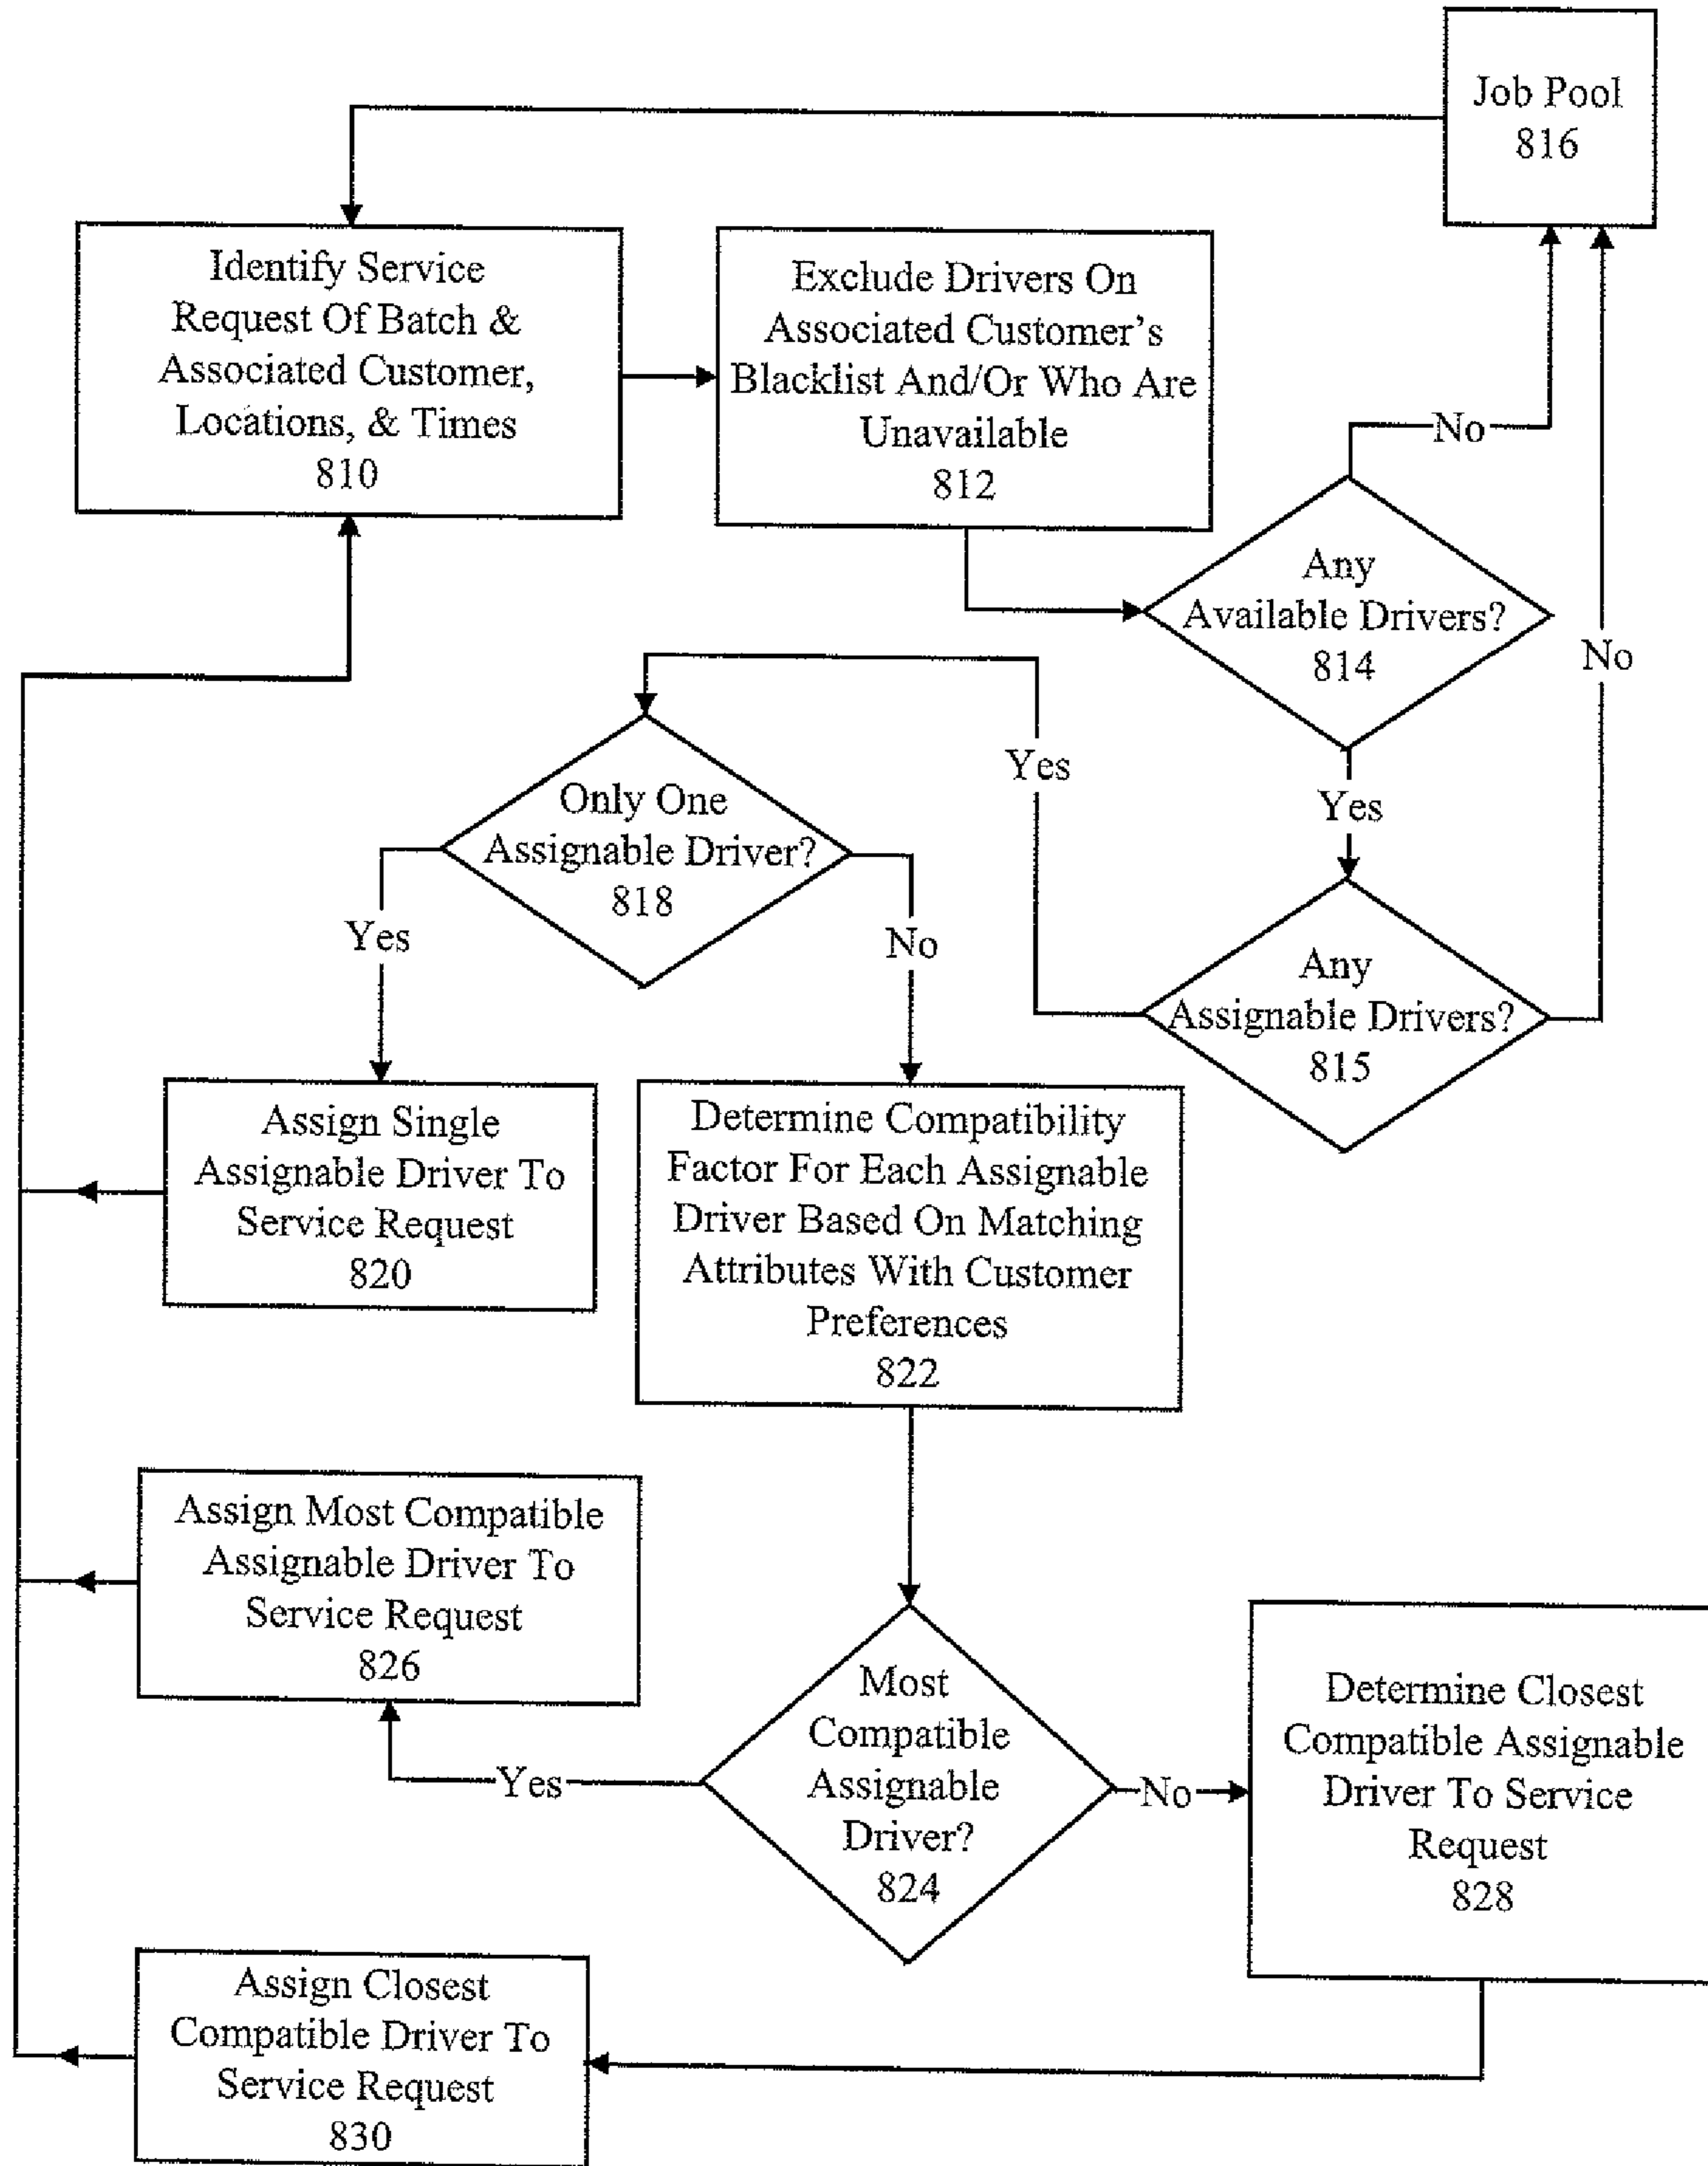 Job Pool
816
Identify Service
Request Of Batch &
Associated Customer,
Locations, & Times
810
Exclude Drivers On
Associated Customer's
Blacklist And/Or Who Are
Unavailable
812
No
Any
Available Drivers?
814
No
Yes
Yes
Only One
Assignable Driver?
818
Yes
No
Any
Assignable Drivers?
815
Assign Single
Assignable Driver To
Service Request
820
Determine Compatibility
Factor For Each Assignable
Driver Based On Matching
Attributes With Customer
Preferences
822
Assign Most Compatible
Assignable Driver To
Service Request
826
Most
Compatible
Assignable
Driver?
824
Yes
No
Determine Closest
Compatible Assignable
Driver To Service
Request
828
Assign Closest
Compatible Driver To
Service Request
830